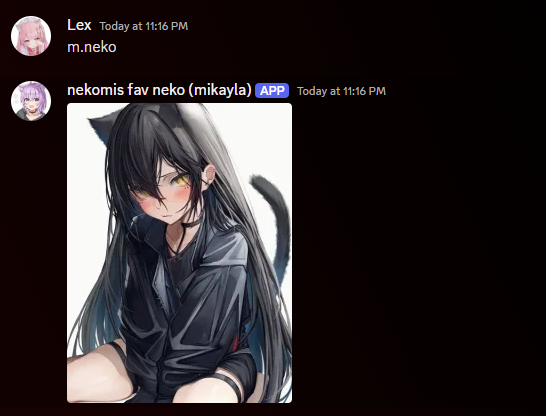 Lex Today at 11:16 PM
m.neko
nekomis fav neko (mikayla) APP Today at 11:16 PM